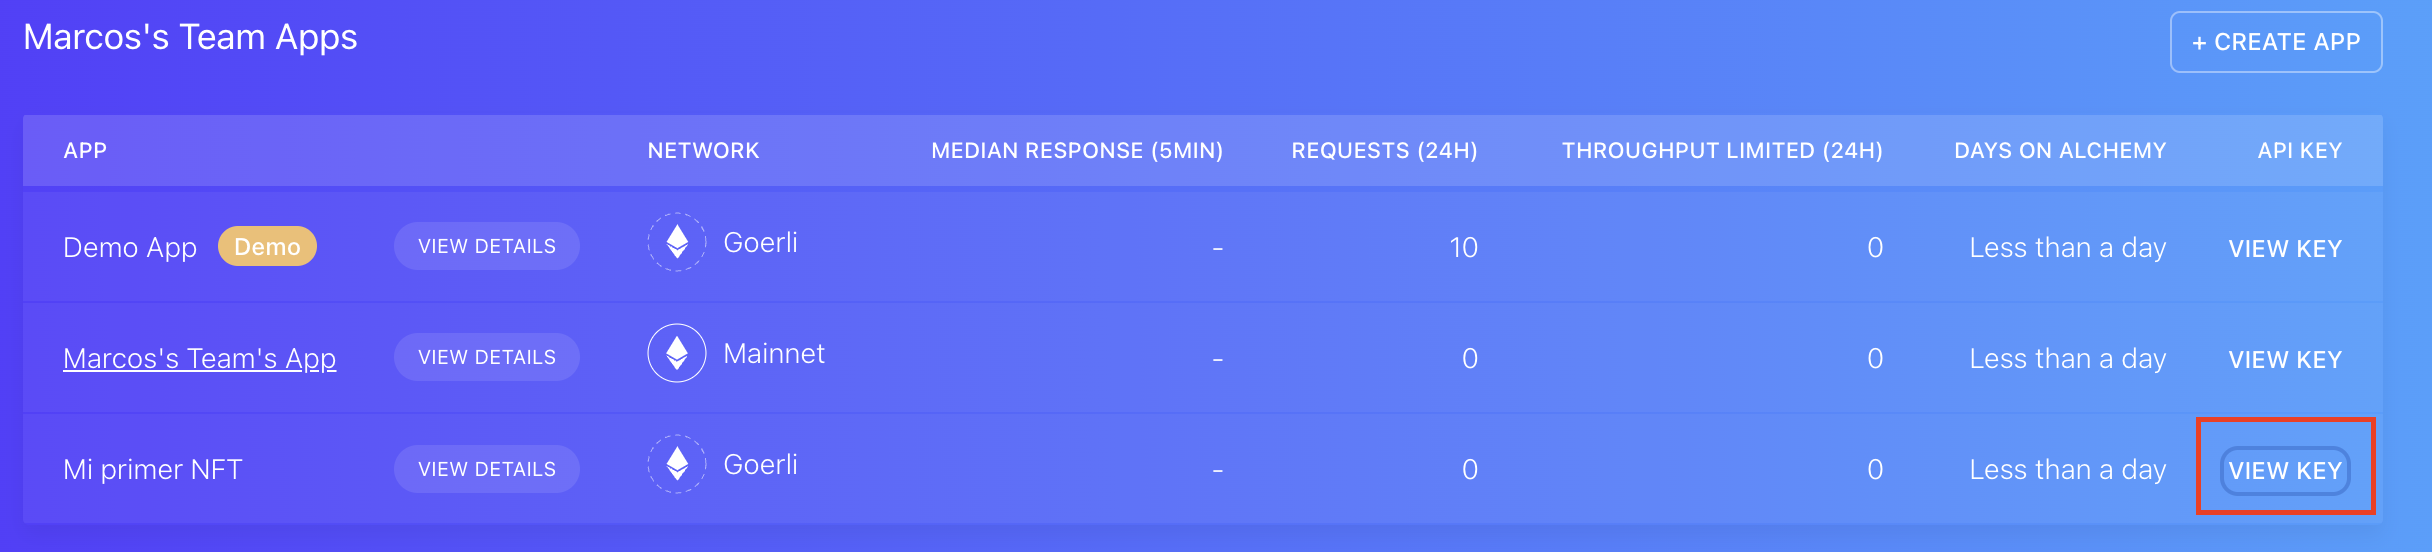 Marcos's Team Apps
+ CREATE APP
APP NETWORK MEDIAN RESPONSE (5MIN) REQUESTS (24H) THROUGHPUT LIMITED (24H) DAYS ON ALCHEMY API KEY
Demo App Demo VIEW DETAILS Goerli - 10 0 Less than a day VIEW KEY
Marcos's Team's App VIEW DETAILS Mainnet - 0 0 Less than a day VIEW KEY
Mi primer NFT VIEW DETAILS Goerli - 0 0 Less than a day VIEW KEY